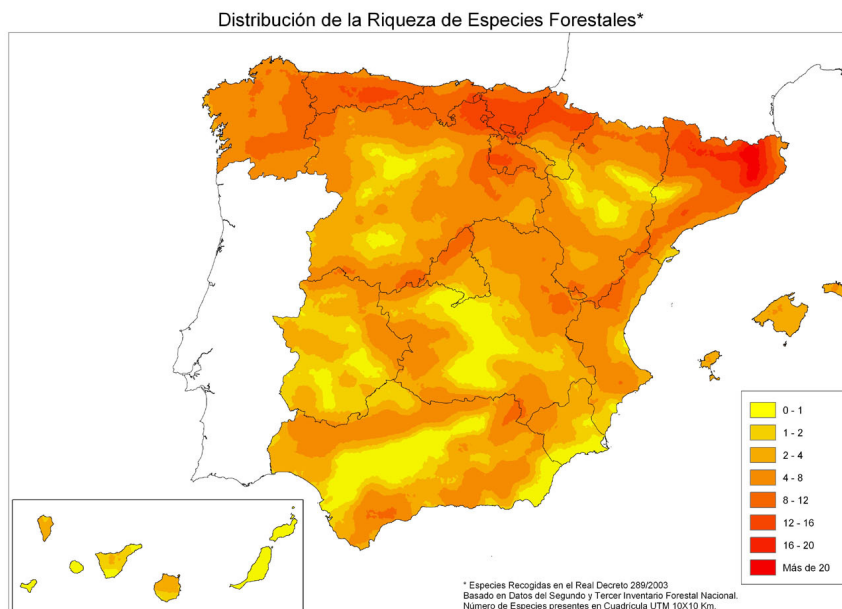 Distribución de la Riqueza de Especies Forestales*
0 - 1
1 - 2
2 - 4
4 - 8
8 - 12
12 - 16
16 - 20
Más de 20
* Especies Recogidas en el Real Decreto 289/2003
Basado en Datos del Segundo y Tercer Inventario Forestal Nacional.
Número de Especies presentes en Cuadrícula UTM 10X10 Km.